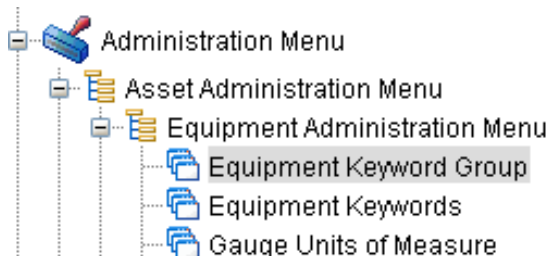 Administration Menu
Asset Administration Menu
Equipment Administration Menu
Equipment Keyword Group
Equipment Keywords
Gauge Units of Measure